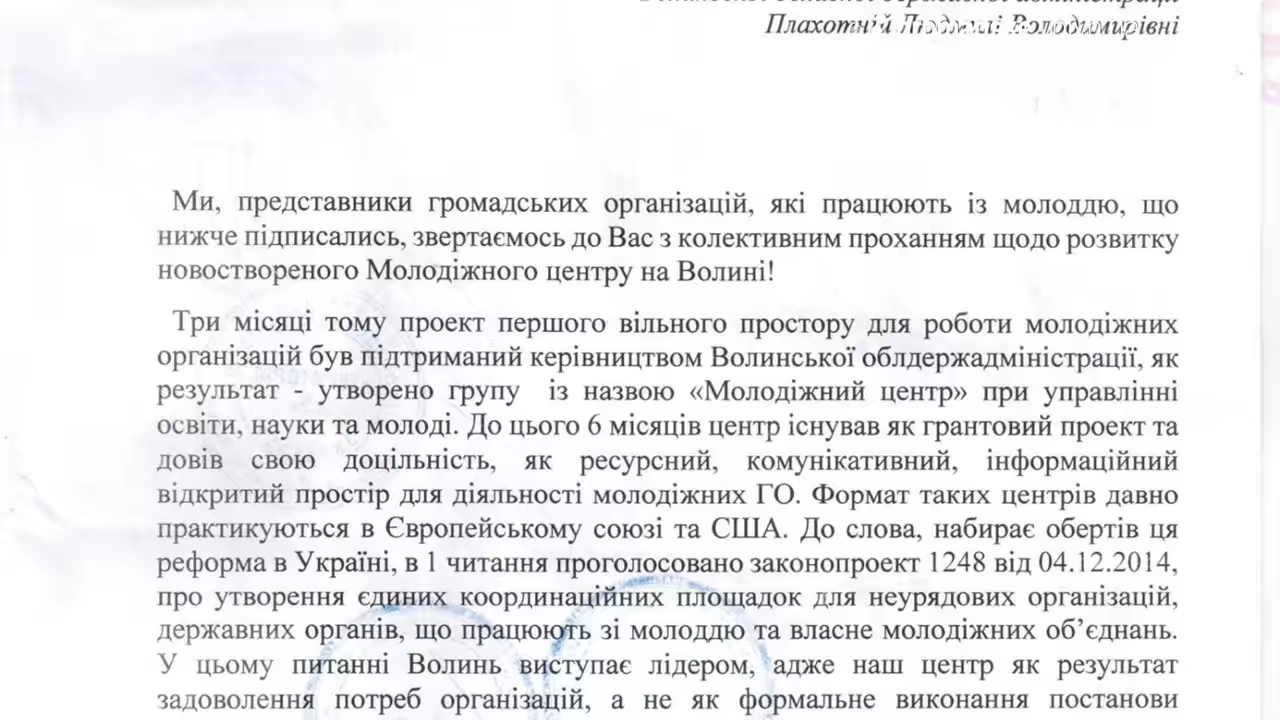 Плахотній Людмилі Володимирівні
Ми, представники громадських організацій, які працюють із молоддю, що
нижче підписались, звертаємось до Вас з колективним проханням щодо розвитку
новоствореного Молодіжного центру на Волині!
Три місяці тому проект першого вільного простору для роботи молодіжних
організацій був підтриманий керівництвом Волинської облдержадміністрації, як
результат - утворено групу із назвою «Молодіжний центр» при управлінні
освіти, науки та молоді. До цього 6 місяців центр існував як грантовий проект та
довів свою доцільність, як ресурсний, комунікативний, інформаційний
відкритий простір для діяльності молодіжних ГО. Формат таких центрів давно
практикуються в Європейському союзі та США. До слова, набирає обертів ця
реформа в Україні, в 1 читання проголосовано законопроект 1248 від 04.12.2014,
про утворення єдиних координаційних площадок для неурядових організацій,
державних органів, що працюють зі молоддю та власне молодіжних об’єднань.
У цьому питанні Волинь виступає лідером, адже наш центр як результат
задоволення потреб організацій, а не як формальне виконання постанови